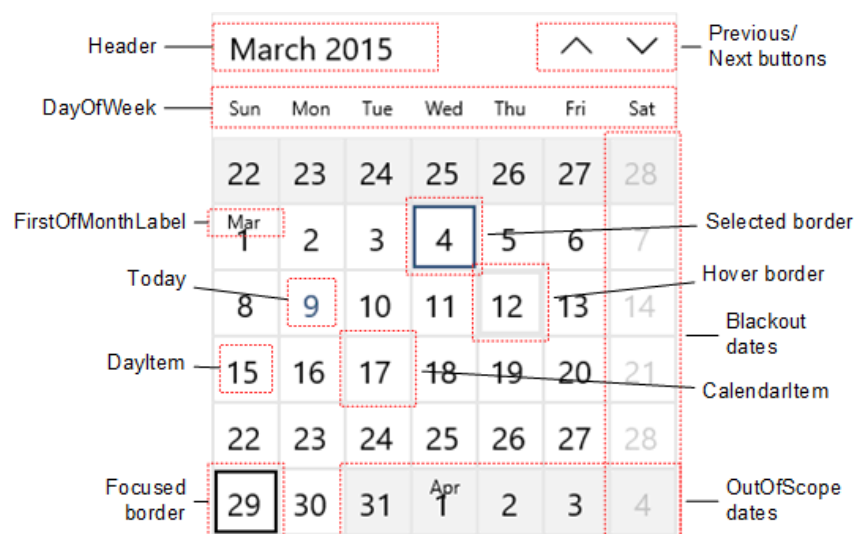 Header
March 2015
Previous/
Next buttons
DayOfWeek
Sun Mon Tue Wed Thu Fri Sat
22 23 24 25 26 27 28
FirstOfMonthLabel
Mar
1 2 3 4 5 6 7
Selected border
Today
Hover border
8 9 10 11 12 13 14
Blackout
dates
DayItem
15 16 17 18 19 20 21
CalendarItem
22 23 24 25 26 27 28
Focused
border
Apr
29 30 31 1 2 3 4
OutOfScope
dates